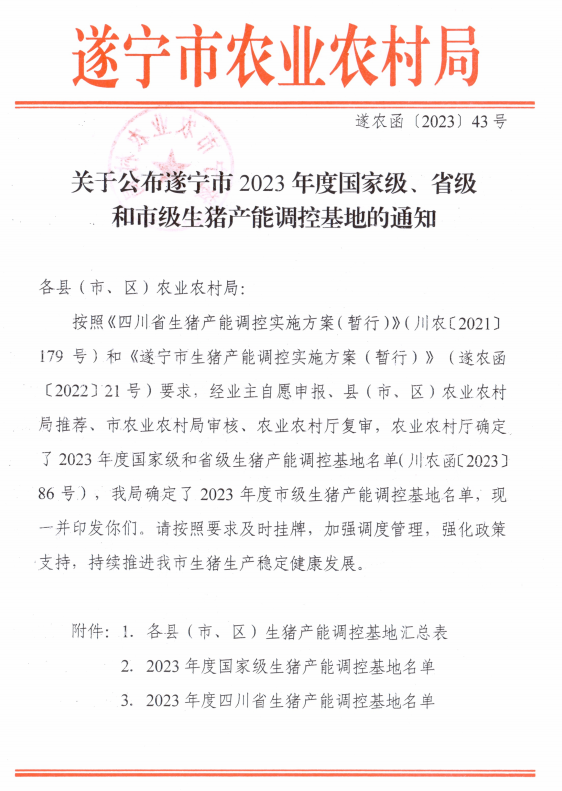 遂宁市农业农村局
遂农函〔2023〕43号
关于公布遂宁市2023年度国家级、省级
和市级生猪产能调控基地的通知
各县（市、区）农业农村局：
按照《四川省生猪产能调控实施方案（暂行）》（川农〔2021〕
179号）和《遂宁市生猪产能调控实施方案（暂行）》（遂农函
〔2022〕21号）要求，经业主自愿申报、县（市、区）农业农村
局推荐、市农业农村局审核、农业农村厅复审，农业农村厅确定
了2023年度国家级和省级生猪产能调控基地名单（川农函〔2023〕
86号），我局确定了2023年度市级生猪产能调控基地名单，现
一并印发你们。请按照要求及时挂牌，加强调度管理，强化政策
支持，持续推进我市生猪生产稳定健康发展。
附件：1. 各县（市、区）生猪产能调控基地汇总表
2. 2023年度国家级生猪产能调控基地名单
3. 2023年度四川省生猪产能调控基地名单